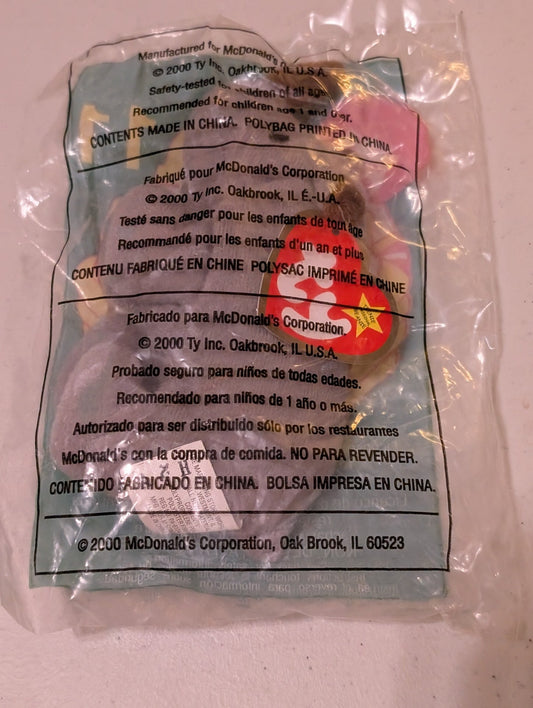 Manufactured for McDonald's
© 2000 Ty Inc. Oakbrook, IL U.S.A.
Safety-tested for children of all ages.
Recommended for children age 1 and over.
CONTENTS MADE IN CHINA. POLYBAG PRINTED IN CHINA
Fabriqué pour McDonald's Corporation
© 2000 Ty Inc. Oakbrook, IL É.-U.A.
Testé sans danger pour les enfants de tout âge
Recommandé pour les enfants d'un an et plus
CONTENU FABRIQUÉ EN CHINE POLYSAC IMPRIMÉ EN CHINE
Fabricado para McDonald's Corporation.
© 2000 Ty Inc., Oakbrook, IL U.S.A.
Probado seguro para niños de todas edades.
Recomendado para niños de 1 año o más.
Autorizado para ser distribuido sólo por los restaurantes
McDonald's con la compra de comida. NO PARA REVENDER.
CONTENIDO FABRICADO EN CHINA. BOLSA IMPRESA EN CHINA.
© 2000 McDonald's Corporation, Oak Brook, IL 60523